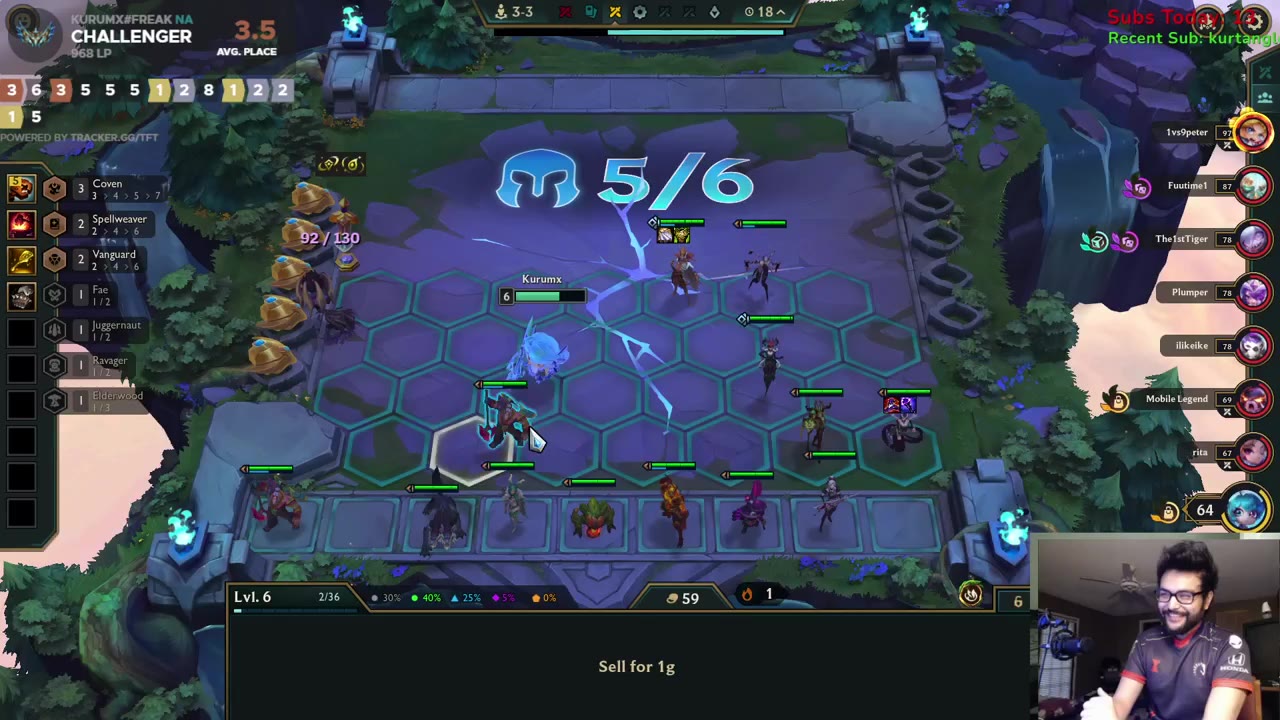 KURUMX#FREAK NA
CHALLENGER
968 LP
3.5
AVG. PLACE
3 6 3 5 5 5 1 2 8 1 2 2
1 5
POWERED BY TRACKER.GG/TFT
3-3
18
Subs Today: 13
Recent Sub: kurtangl
5/6
92 / 130
3 Coven
3 > 4 > 5 > 7
2 Spellweaver
2 > 4 > 6
2 Vanguard
2 > 4 > 6
1 Fae
1 / 2
1 Juggernaut
1 / 2
1 Ravager
1 / 2
1 Elderwood
1 / 3
1vs9peter 97
Fuutime1 87
The1stTiger 78
Plumper 78
ilikeike 78
Mobile Legend 69
rita 67
64
Kurumx
6
Lvl. 6
2/36
30% 40% 25% 5% 0%
59
1
6
Sell for 1g
HONDA